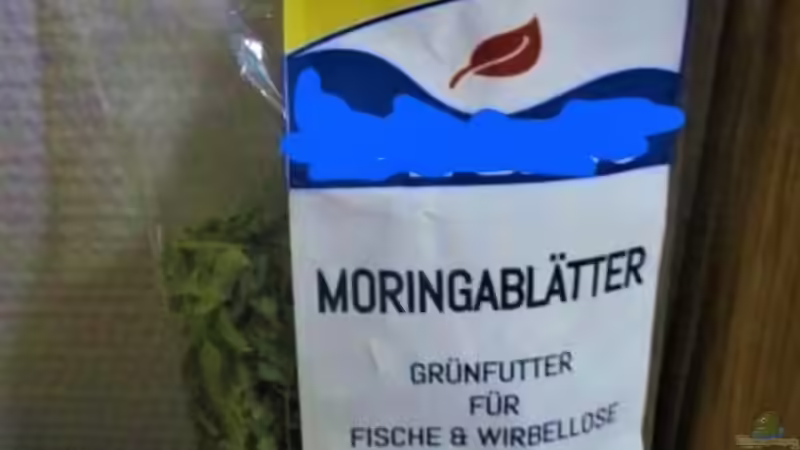 MORINGABLÄTTER
GRÜNFUTTER
FÜR
FISCHE & WIRBELLOSE